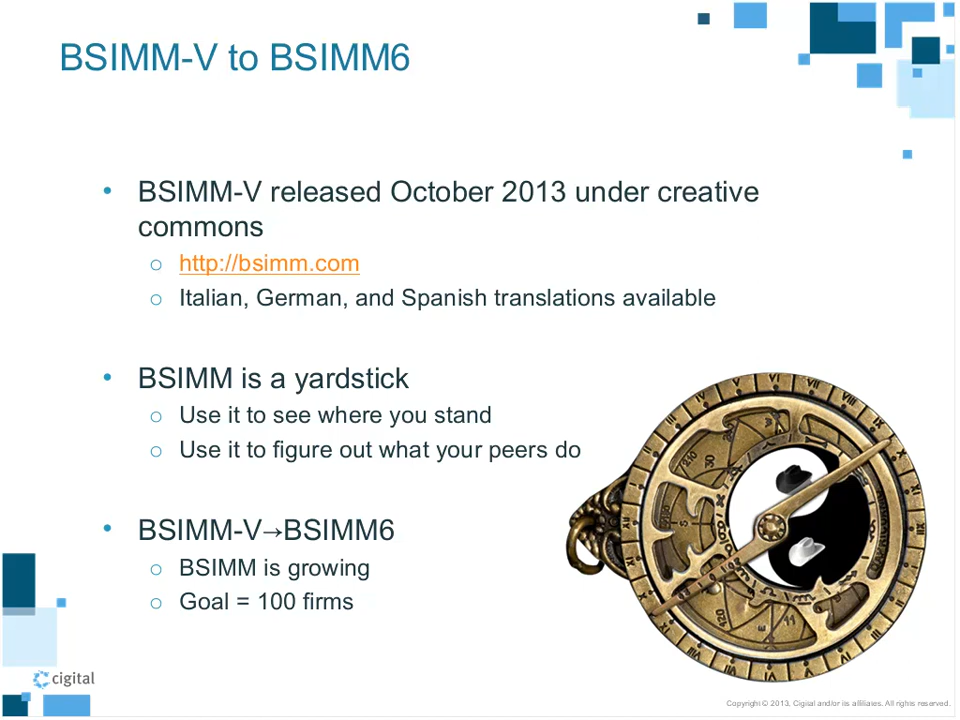 BSIMM-V to BSIMM6
• BSIMM-V released October 2013 under creative
commons
○ http://bsimm.com
○ Italian, German, and Spanish translations available
• BSIMM is a yardstick
○ Use it to see where you stand
○ Use it to figure out what your peers do
• BSIMM-V→BSIMM6
○ BSIMM is growing
○ Goal = 100 firms
cigital
Copyright © 2013, Cigital and/or its affiliates. All rights reserved.